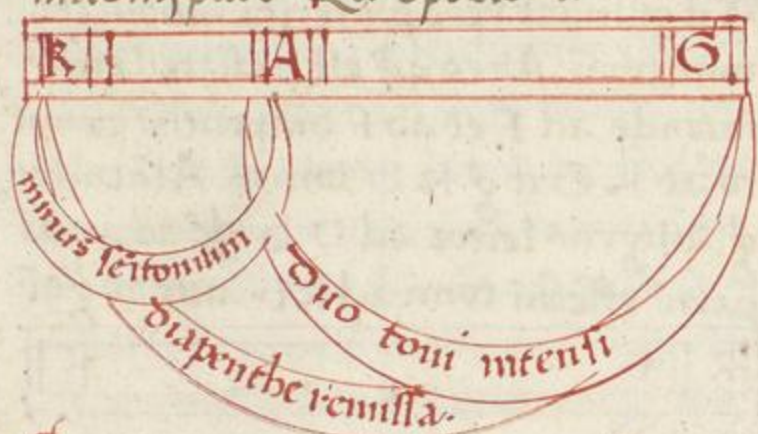 K A G
minus semitonium
duo toni intensi
diapenthe remissa.